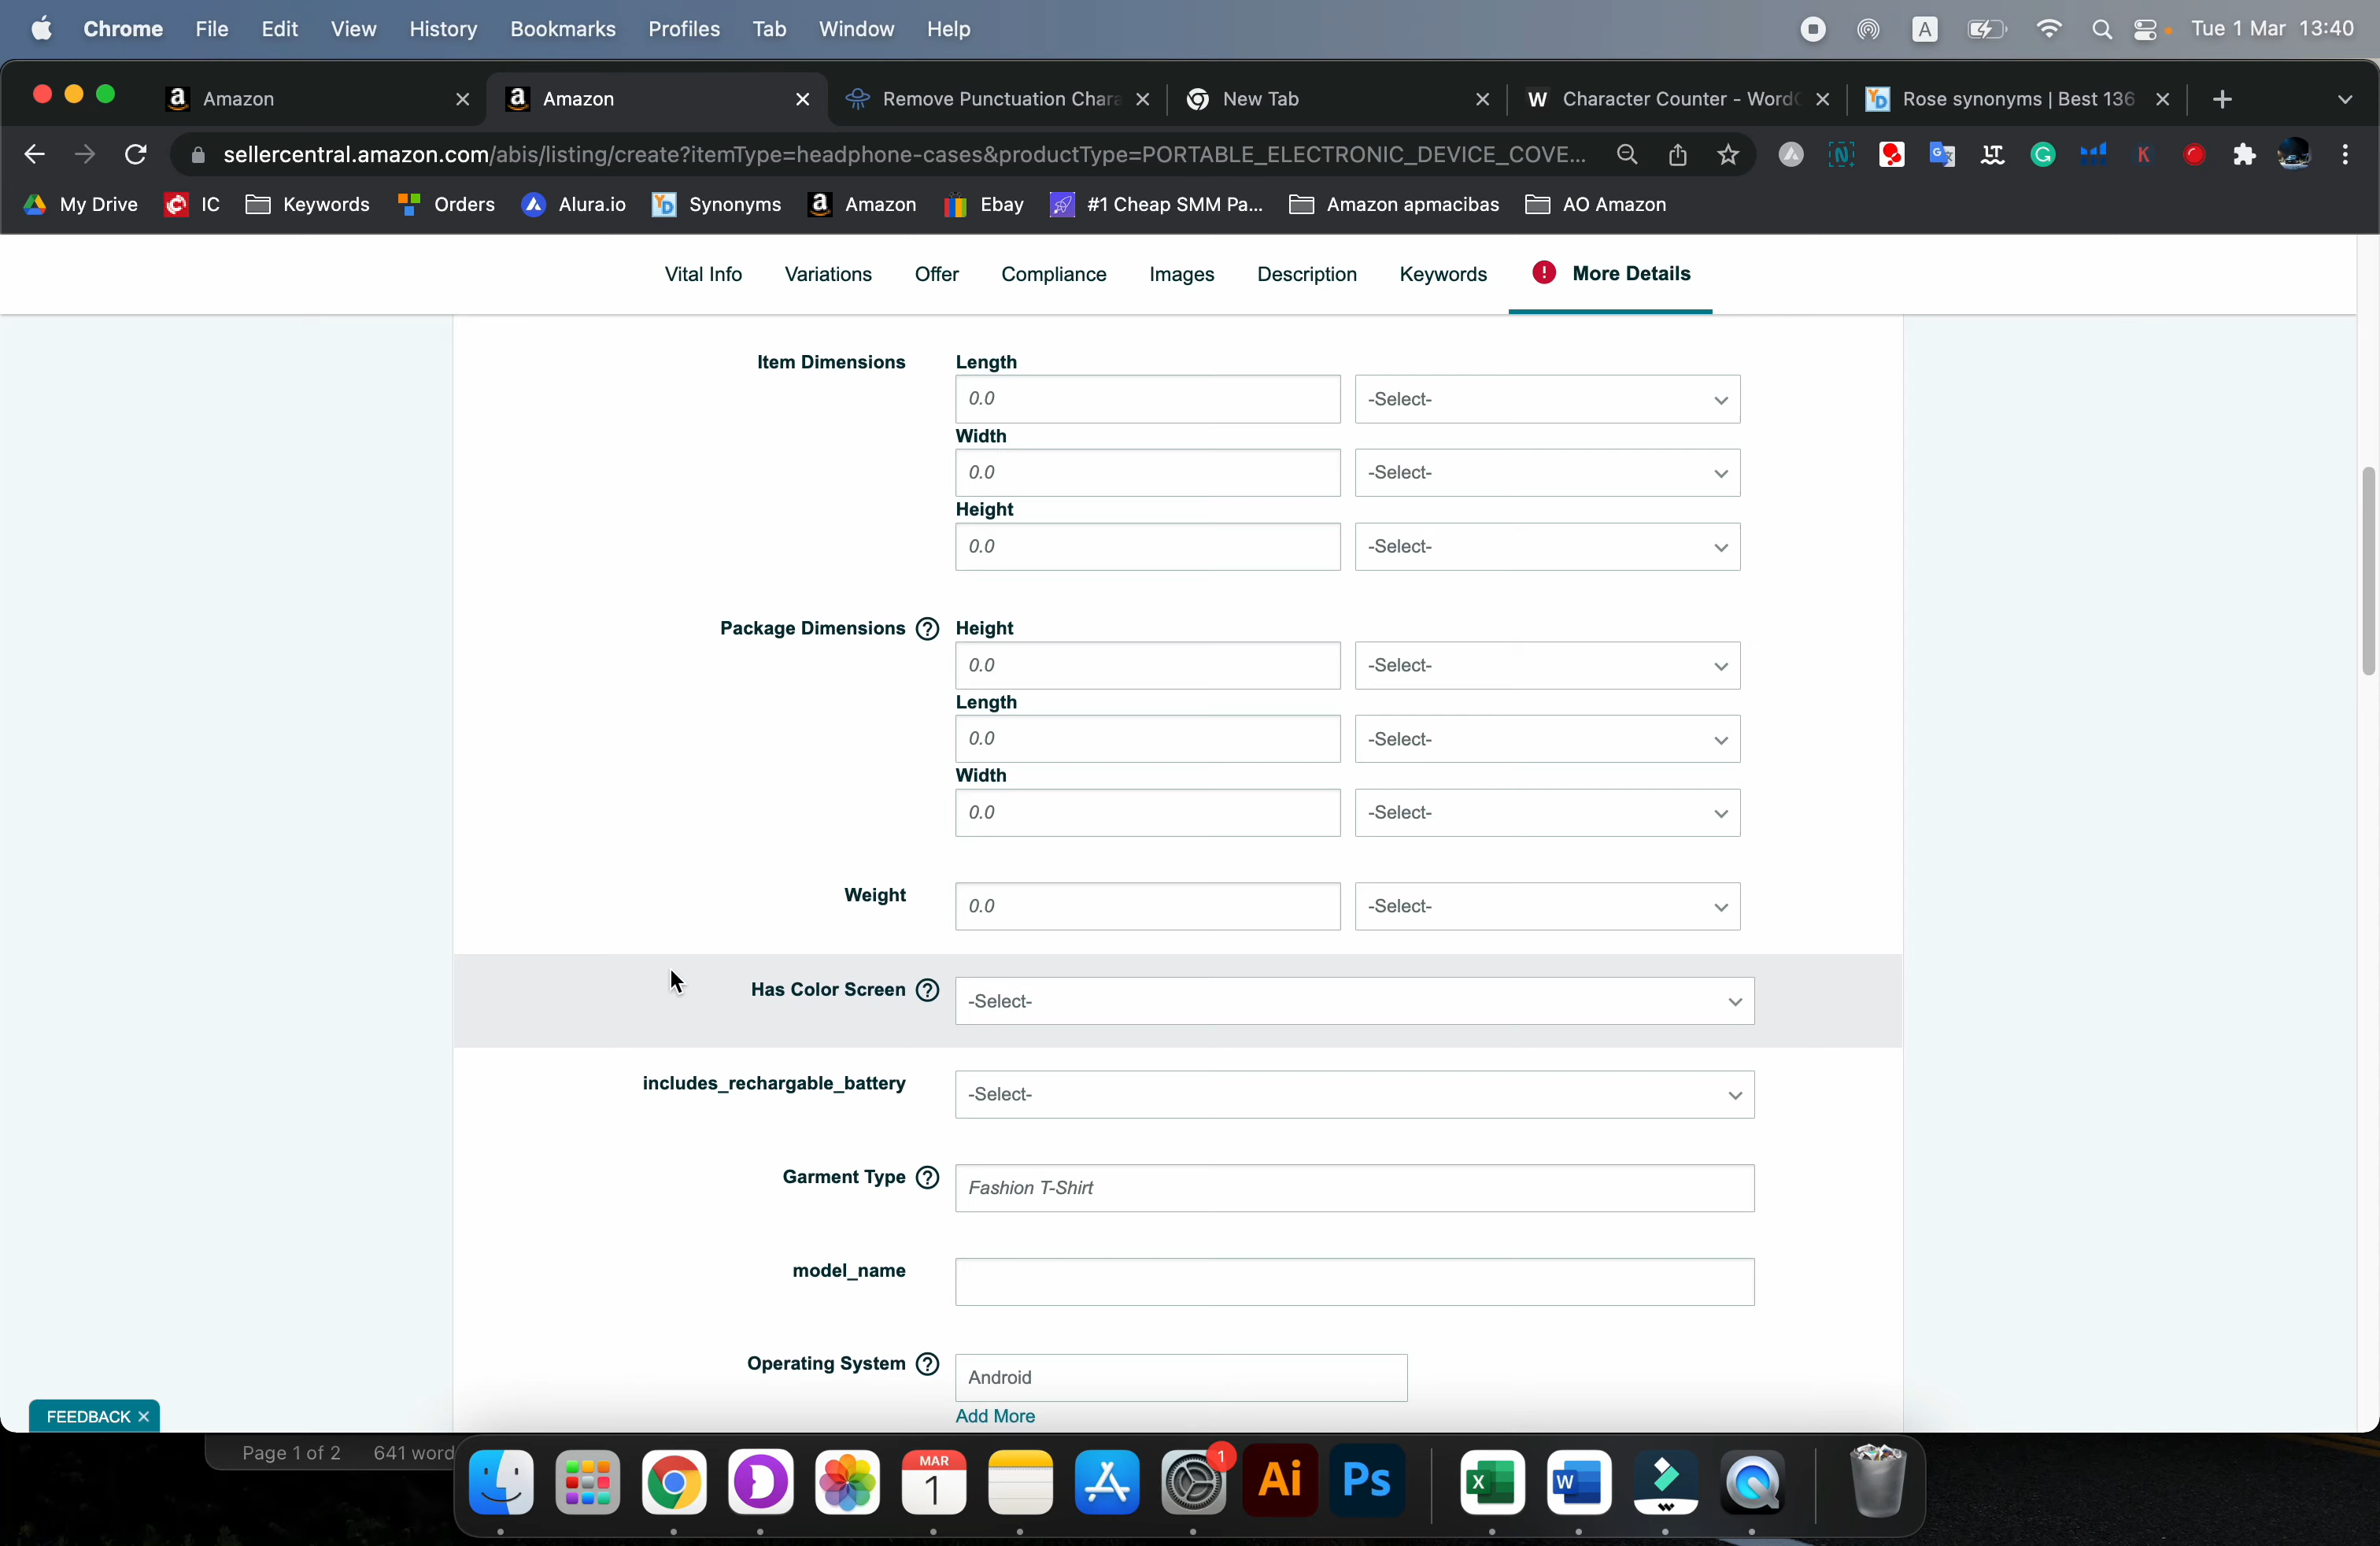 Chrome File Edit View History Bookmarks Profiles Tab Window Help A Tue 1 Mar 13:40
Amazon Amazon Remove Punctuation Chara New Tab Character Counter - Word Rose synonyms | Best 136
sellercentral.amazon.com/abis/listing/create?itemType=headphone-cases&productType=PORTABLE_ELECTRONIC_DEVICE_COVE...
My Drive IC Keywords Orders Alura.io Synonyms Amazon Ebay #1 Cheap SMM Pa... Amazon apmacibas AO Amazon
Vital Info Variations Offer Compliance Images Description Keywords More Details
Item Dimensions Length
0.0 -Select-
Width
0.0 -Select-
Height
0.0 -Select-
Package Dimensions Height
0.0 -Select-
Length
0.0 -Select-
Width
0.0 -Select-
Weight 0.0 -Select-
Has Color Screen -Select-
includes_rechargable_battery -Select-
Garment Type Fashion T-Shirt
model_name
Operating System Android
Add More
FEEDBACK
Page 1 of 2 641 word
MAR
1
1
Ai Ps
X W